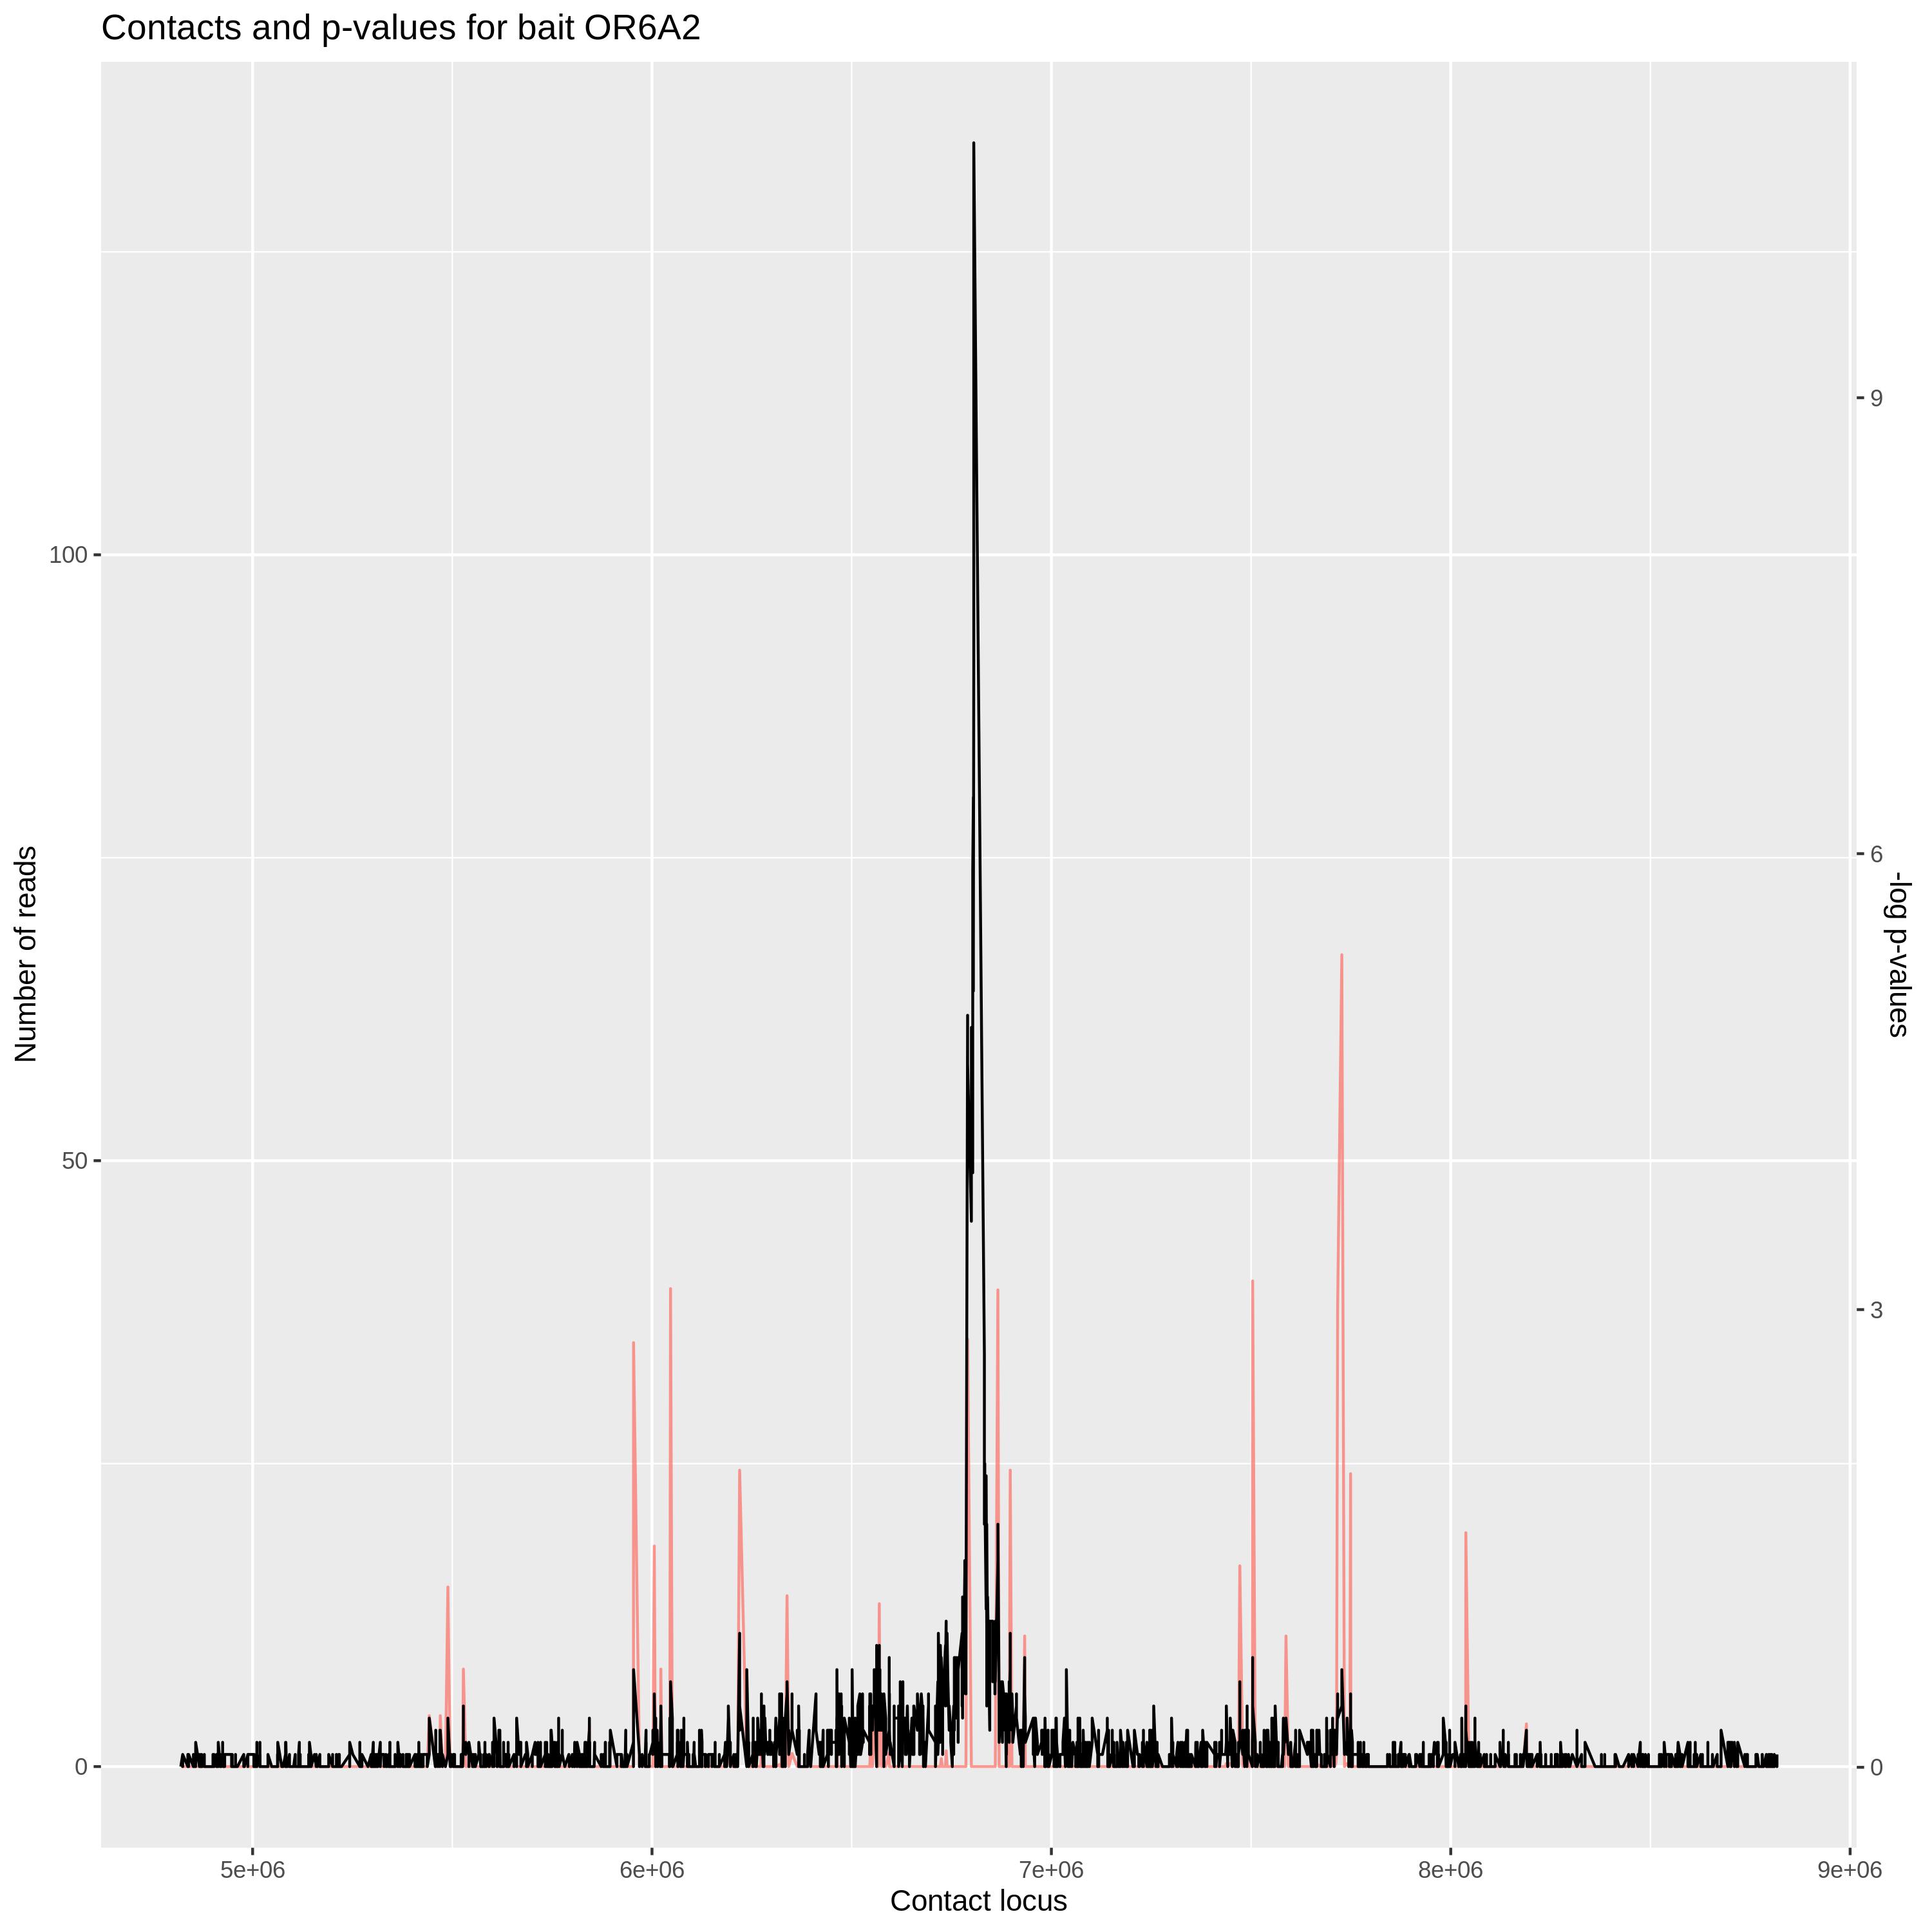 Contacts and p-values for bait OR6A2
Number of reads
100
50
0
9
6
3
0
-log p-values
5e+06
6e+06
7e+06
8e+06
9e+06
Contact locus